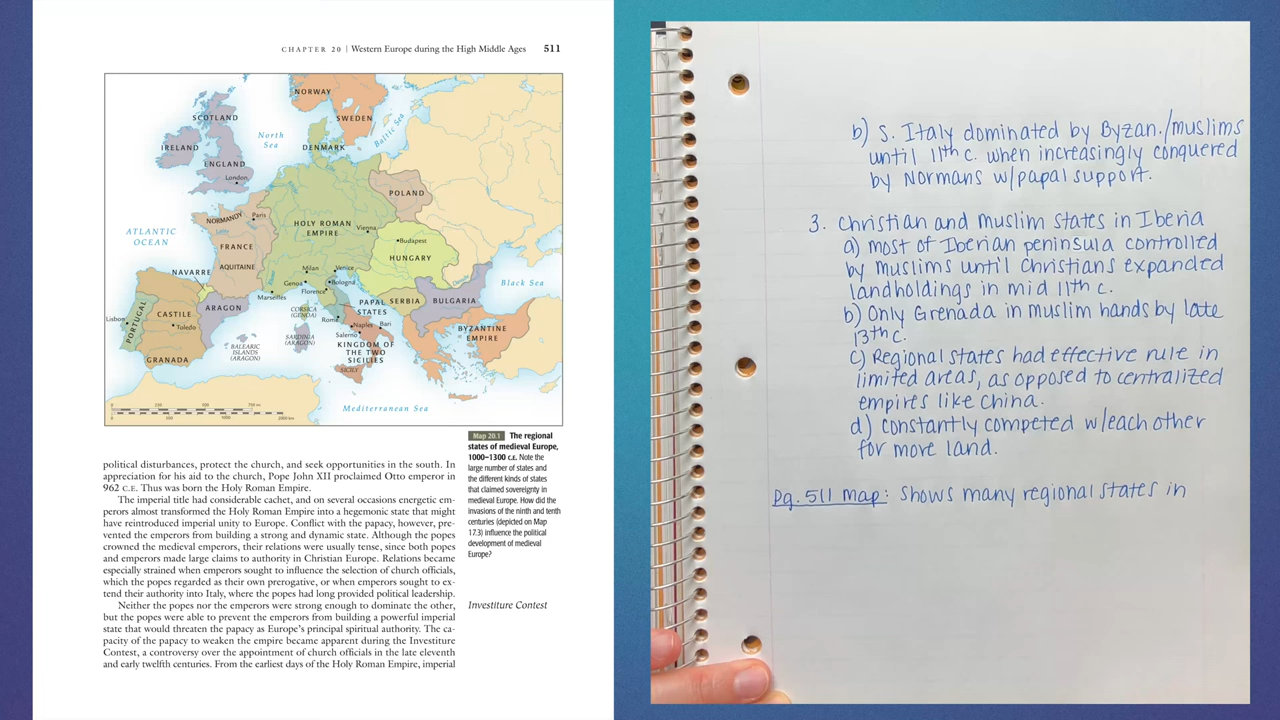 CHAPTER 20 | Western Europe during the High Middle Ages 511
NORWAY
SWEDEN
SCOTLAND
North
Sea
Baltic Sea
IRELAND
DENMARK
ENGLAND
London
POLAND
NORMANDY
Paris
ATLANTIC
OCEAN
HOLY ROMAN
EMPIRE
Vienna
Budapest
FRANCE
HUNGARY
AQUITAINE
NAVARRE
Milan
Venice
Genoa
Bologna
Florence
Marseilles
Black Sea
PORTUGAL
Lisbon
CASTILE
ARAGON
Toledo
CORSICA
(GENOA)
PAPAL
STATES
SERBIA
BULGARIA
Rome
Naples
Bari
Salerno
BYZANTINE
EMPIRE
BALEARIC
ISLANDS
(ARAGON)
SARDINIA
(ARAGON)
KINGDOM OF
THE TWO
SICILIES
SICILY
GRANADA
Mediterranean Sea
Map 20.1 The regional
states of medieval Europe,
1000–1300 C.E. Note the
large number of states and
the different kinds of states
that claimed sovereignty in
medieval Europe. How did the
invasions of the ninth and tenth
centuries (depicted on Map
17.3) influence the political
development of medieval
Europe?
political disturbances, protect the church, and seek opportunities in the south. In
appreciation for his aid to the church, Pope John XII proclaimed Otto emperor in
962 C.E. Thus was born the Holy Roman Empire.
The imperial title had considerable cachet, and on several occasions energetic em-
perors almost transformed the Holy Roman Empire into a hegemonic state that might
have reintroduced imperial unity to Europe. Conflict with the papacy, however, pre-
vented the emperors from building a strong and dynamic state. Although the popes
crowned the medieval emperors, their relations were usually tense, since both popes
and emperors made large claims to authority in Christian Europe. Relations became
especially strained when emperors sought to influence the selection of church officials,
which the popes regarded as their own prerogative, or when emperors sought to ex-
tend their authority into Italy, where the popes had long provided political leadership.
Neither the popes nor the emperors were strong enough to dominate the other,
but the popes were able to prevent the emperors from building a powerful imperial
state that would threaten the papacy as Europe's principal spiritual authority. The ca-
pacity of the papacy to weaken the empire became apparent during the Investiture
Contest, a controversy over the appointment of church officials in the late eleventh
and early twelfth centuries. From the earliest days of the Holy Roman Empire, imperial
Investiture Contest
b) S. Italy dominated by Byzan./muslims
until 11th c. when increasingly conquered
by Normans w/papal support.
3. Christian and muslim states in Iberia
a) most of Iberian peninsula controlled
by muslims until Christians expanded
landholdings in mid 11th c.
b) Only Grenada in muslim hands by late
13th c.
c) Regional states had effective rule in
limited areas, as opposed to centralized
empires like China.
d) constantly competed w/each other
for more land.
Pg. 511 map: shows many regional states